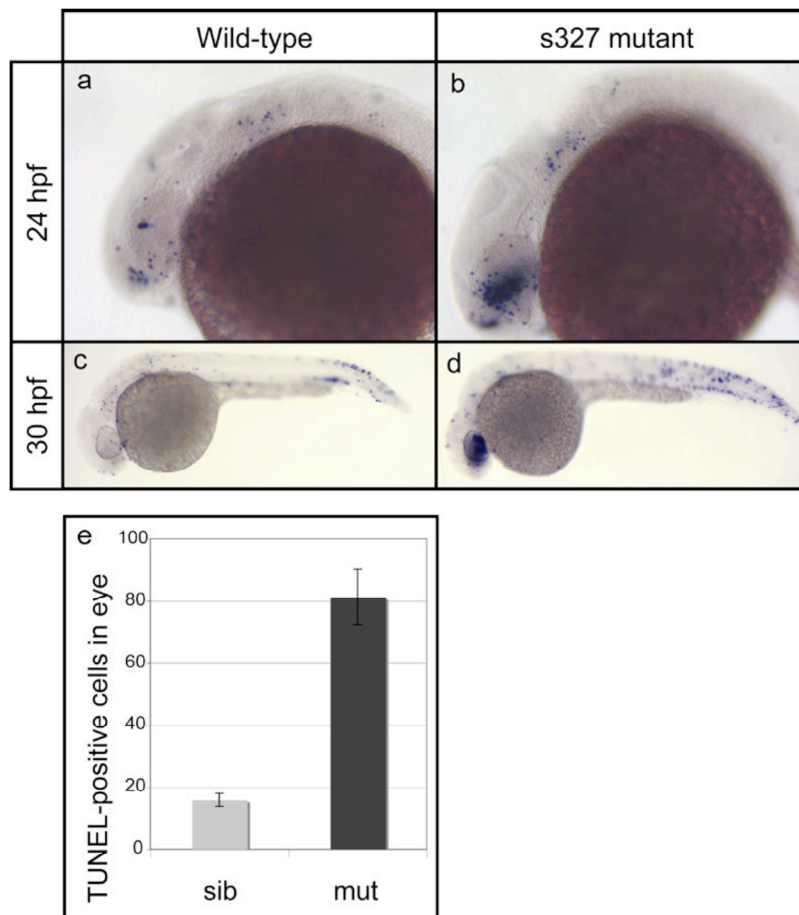 Wild-type
s327 mutant
24 hpf
a
b
30 hpf
c
d
e
TUNEL-positive cells in eye
100
80
60
40
20
0
sib
mut